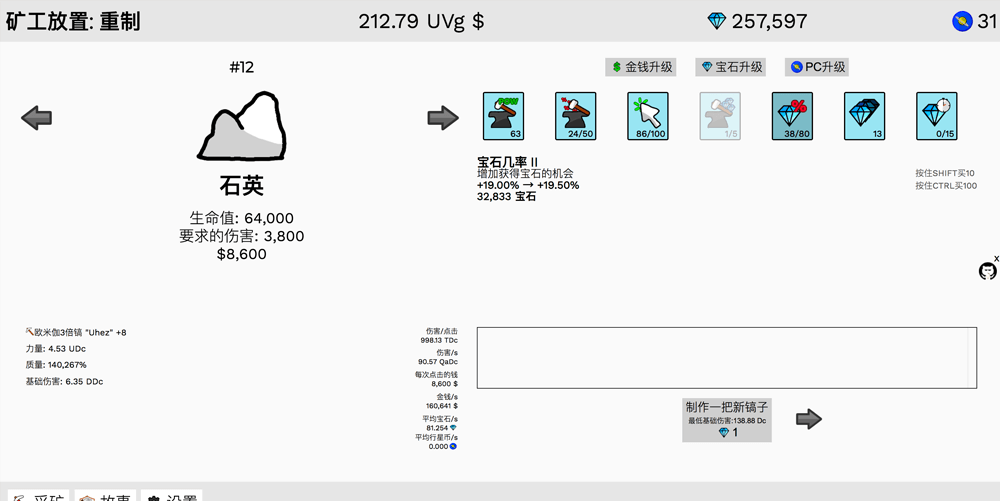 矿工放置: 重制
212.79 UVg $
257,597
31
#12
金钱升级
宝石升级
PC升级
POW
63
24/50
86/100
1/5
%
38/80
13
0/15
石英
生命值: 64,000
要求的伤害: 3,800
$8,600
宝石几率 II
增加获得宝石的机会
+19.00% → +19.50%
32,833 宝石
按住SHIFT买10
按住CTRL买100
x
欧米伽3倍镐 "Uhez" +8
力量: 4.53 UDc
质量: 140,267%
基础伤害: 6.35 DDc
伤害/点击
998.13 TDc
伤害/s
90.57 QaDc
每次点击的钱
8,600 $
金钱/s
160,641 $
平均宝石/s
81.254
平均行星币/s
0.000
制作一把新镐子
最低基础伤害:138.88 Dc
1
采矿
故事
设置